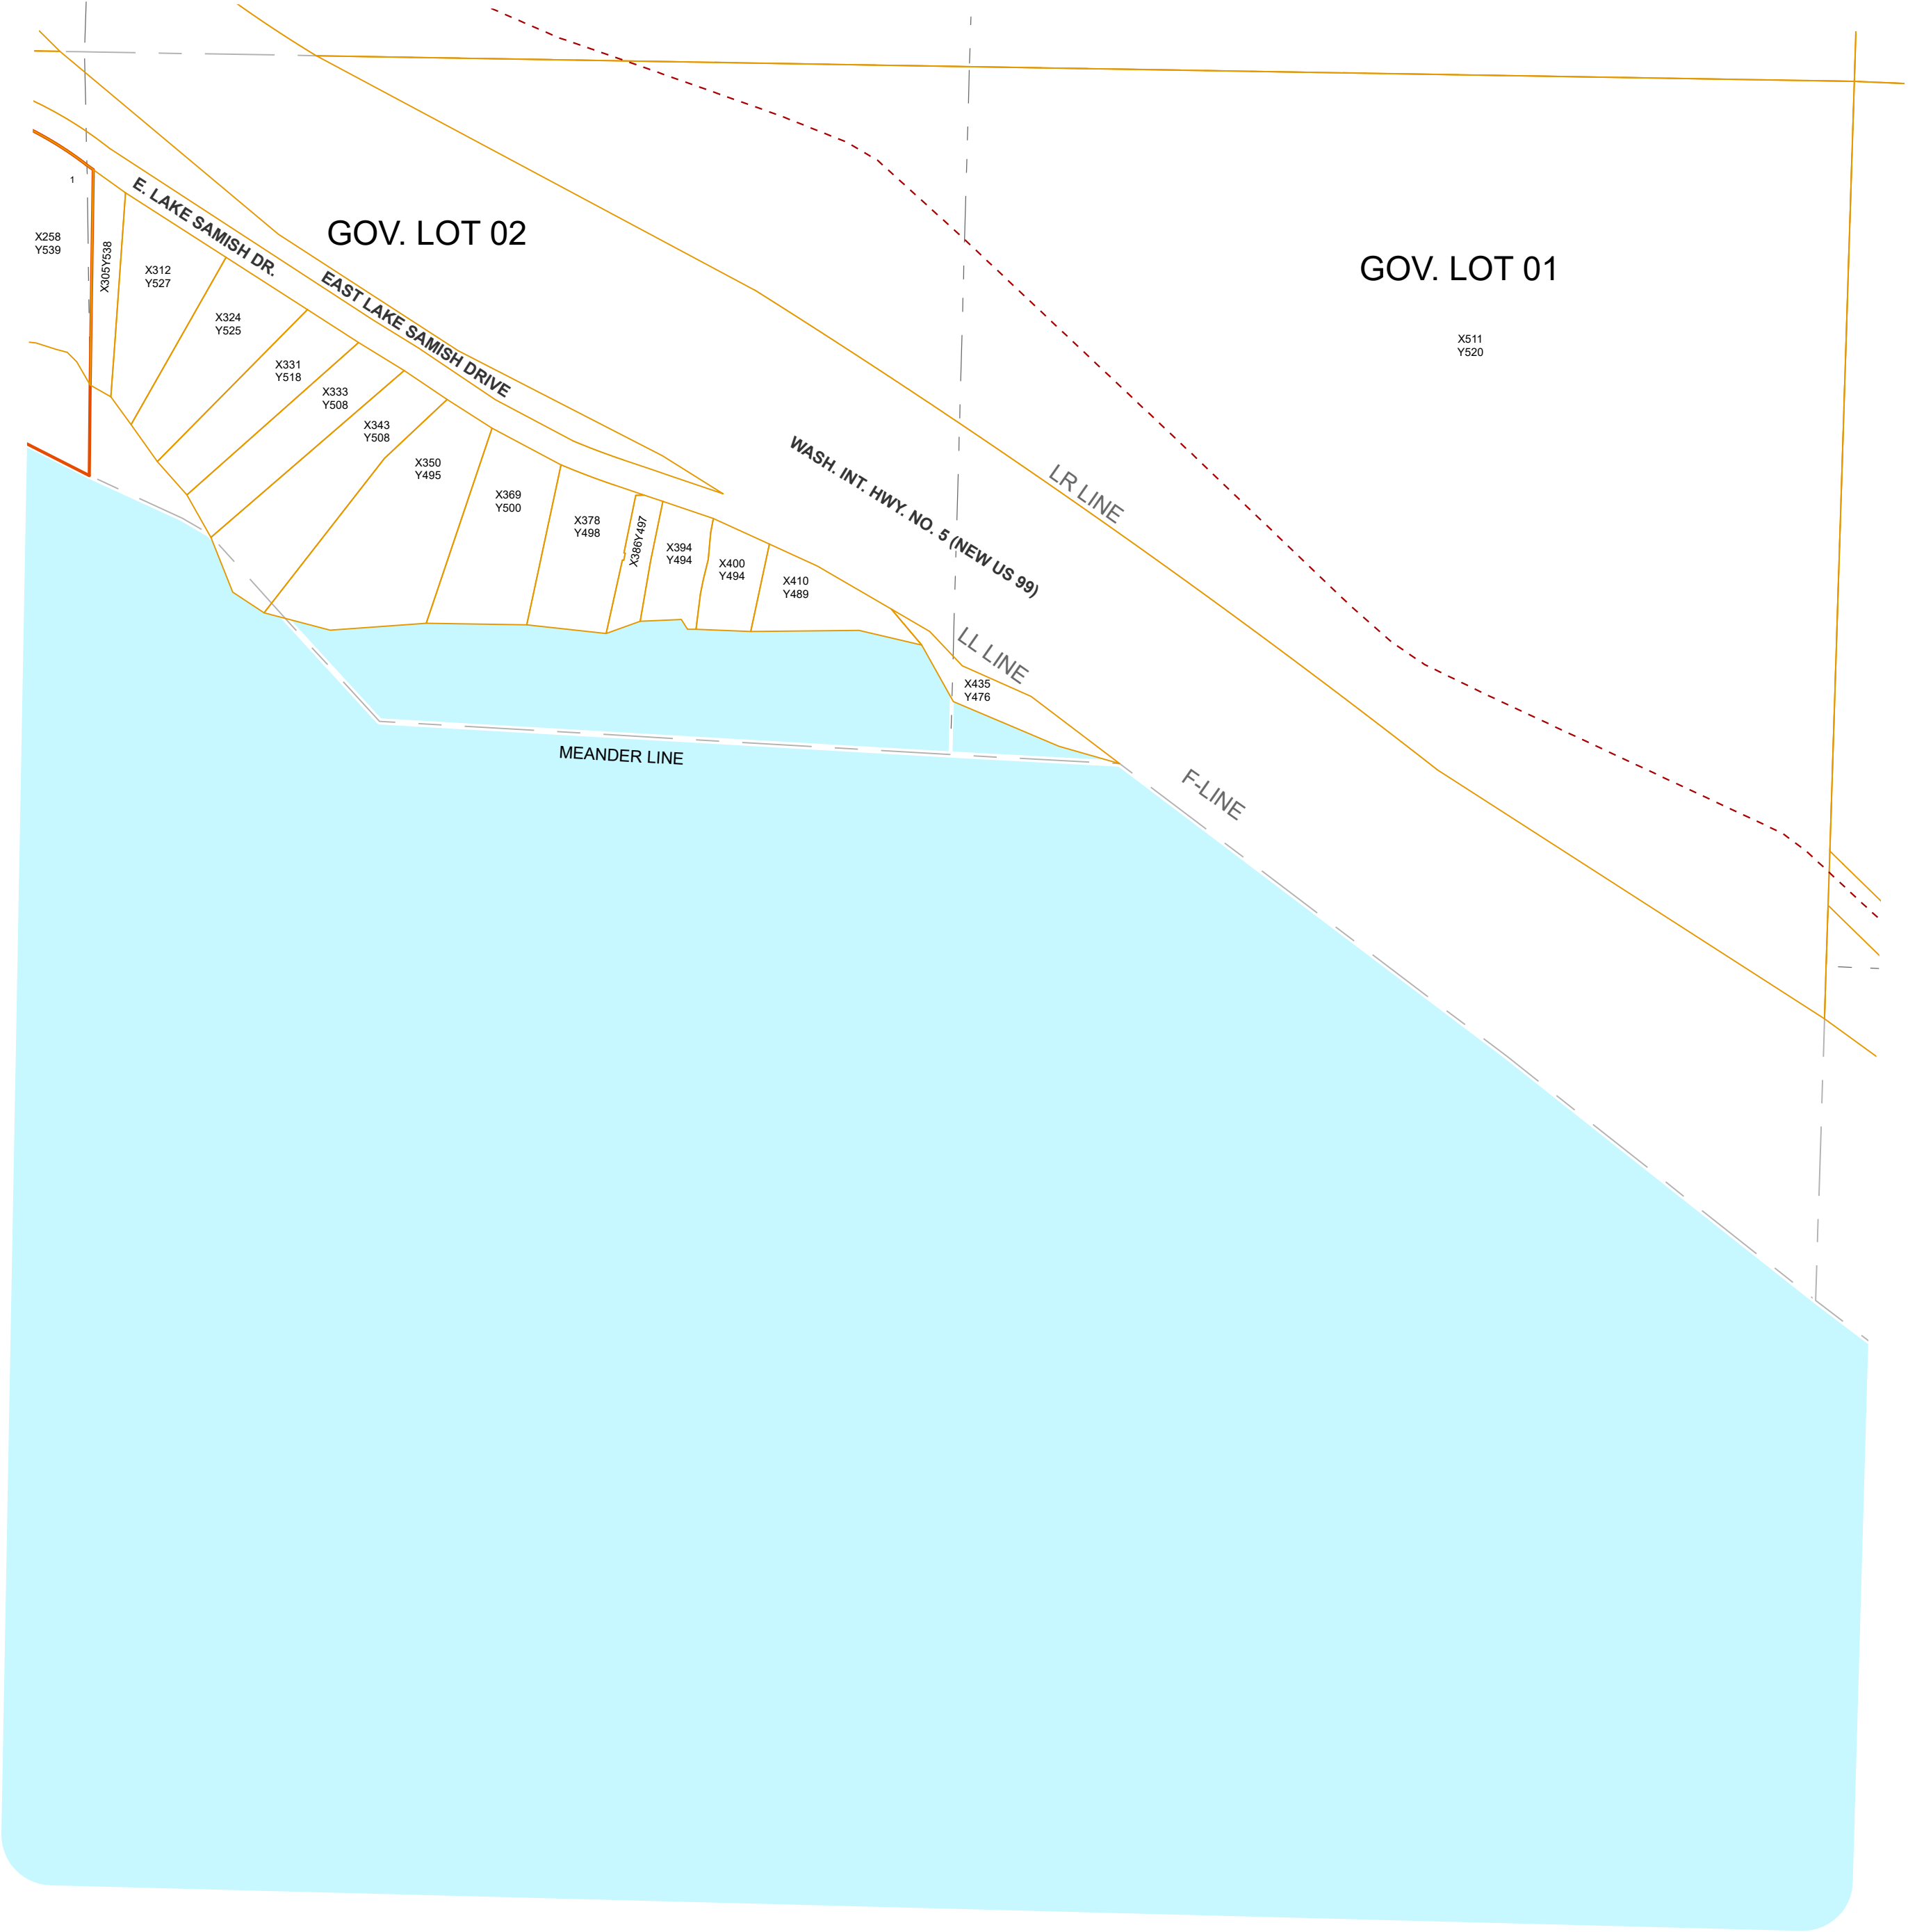 1
X258
Y539
X305Y538
E. LAKE SAMISH DR.
GOV. LOT 02
GOV. LOT 01
X312
Y527
X324
Y525
EAST LAKE SAMISH DRIVE
X511
Y520
X331
Y518
X333
Y508
X343
Y508
X350
Y495
X369
Y500
X378
Y498
X386Y497
X394
Y494
X400
Y494
X410
Y489
WASH. INT. HWY. NO. 5 (NEW US 99)
LR LINE
LL LINE
X435
Y476
MEANDER LINE
F-LINE